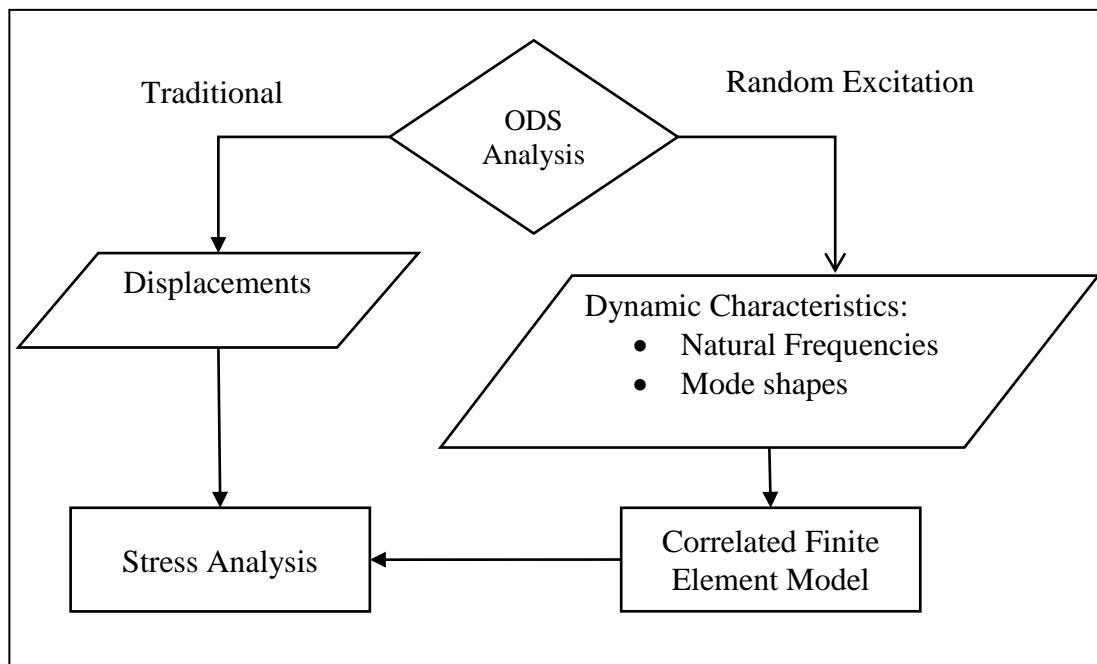 Traditional
Random Excitation
ODS
Analysis
Displacements
Dynamic Characteristics:
• Natural Frequencies
• Mode shapes
Stress Analysis
Correlated Finite
Element Model